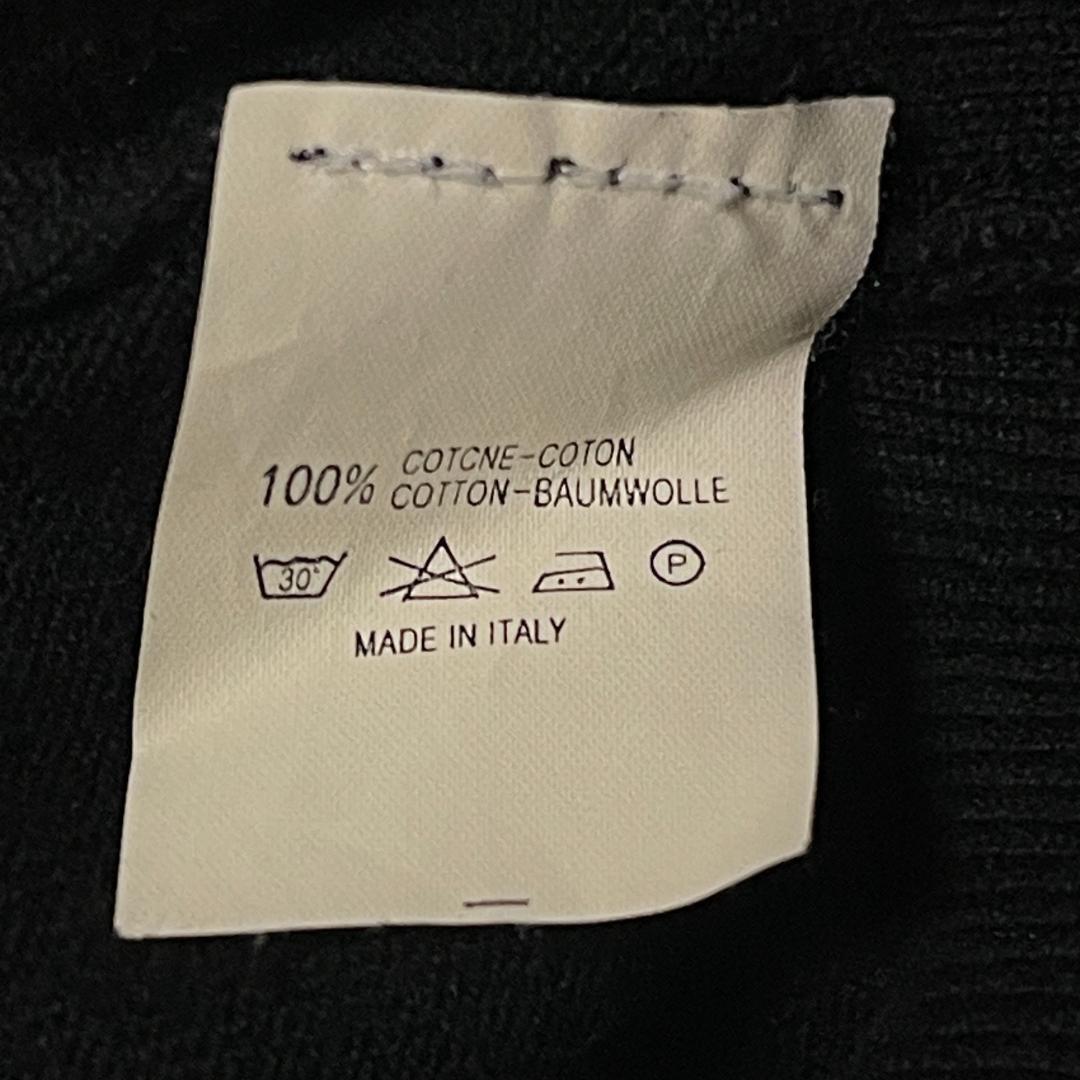 100% COTCNE-COTON
COTTON-BAUMWOLLE
30°
P
MADE IN ITALY